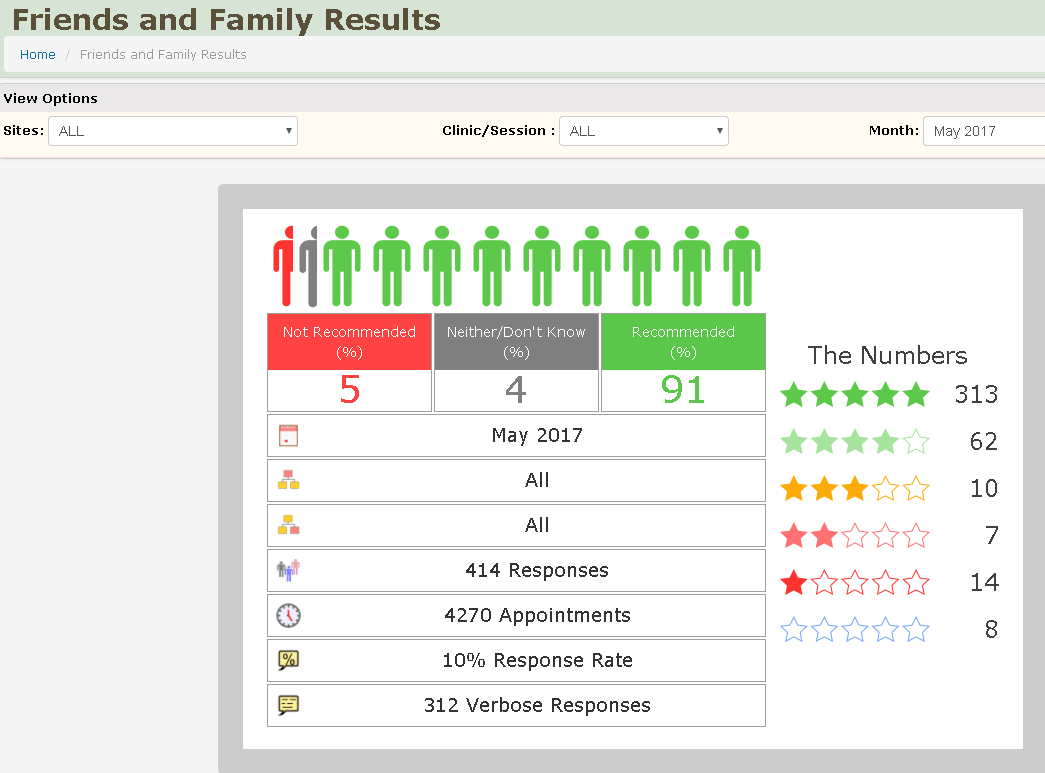 Friends and Family Results
Home / Friends and Family Results
View Options
Sites: ALL Clinic/Session : ALL Month: May 2017
Not Recommended (%)
5
Neither/Don't Know (%)
4
Recommended (%)
91
May 2017
All
All
414 Responses
4270 Appointments
10% Response Rate
312 Verbose Responses
The Numbers
313
62
10
7
14
8